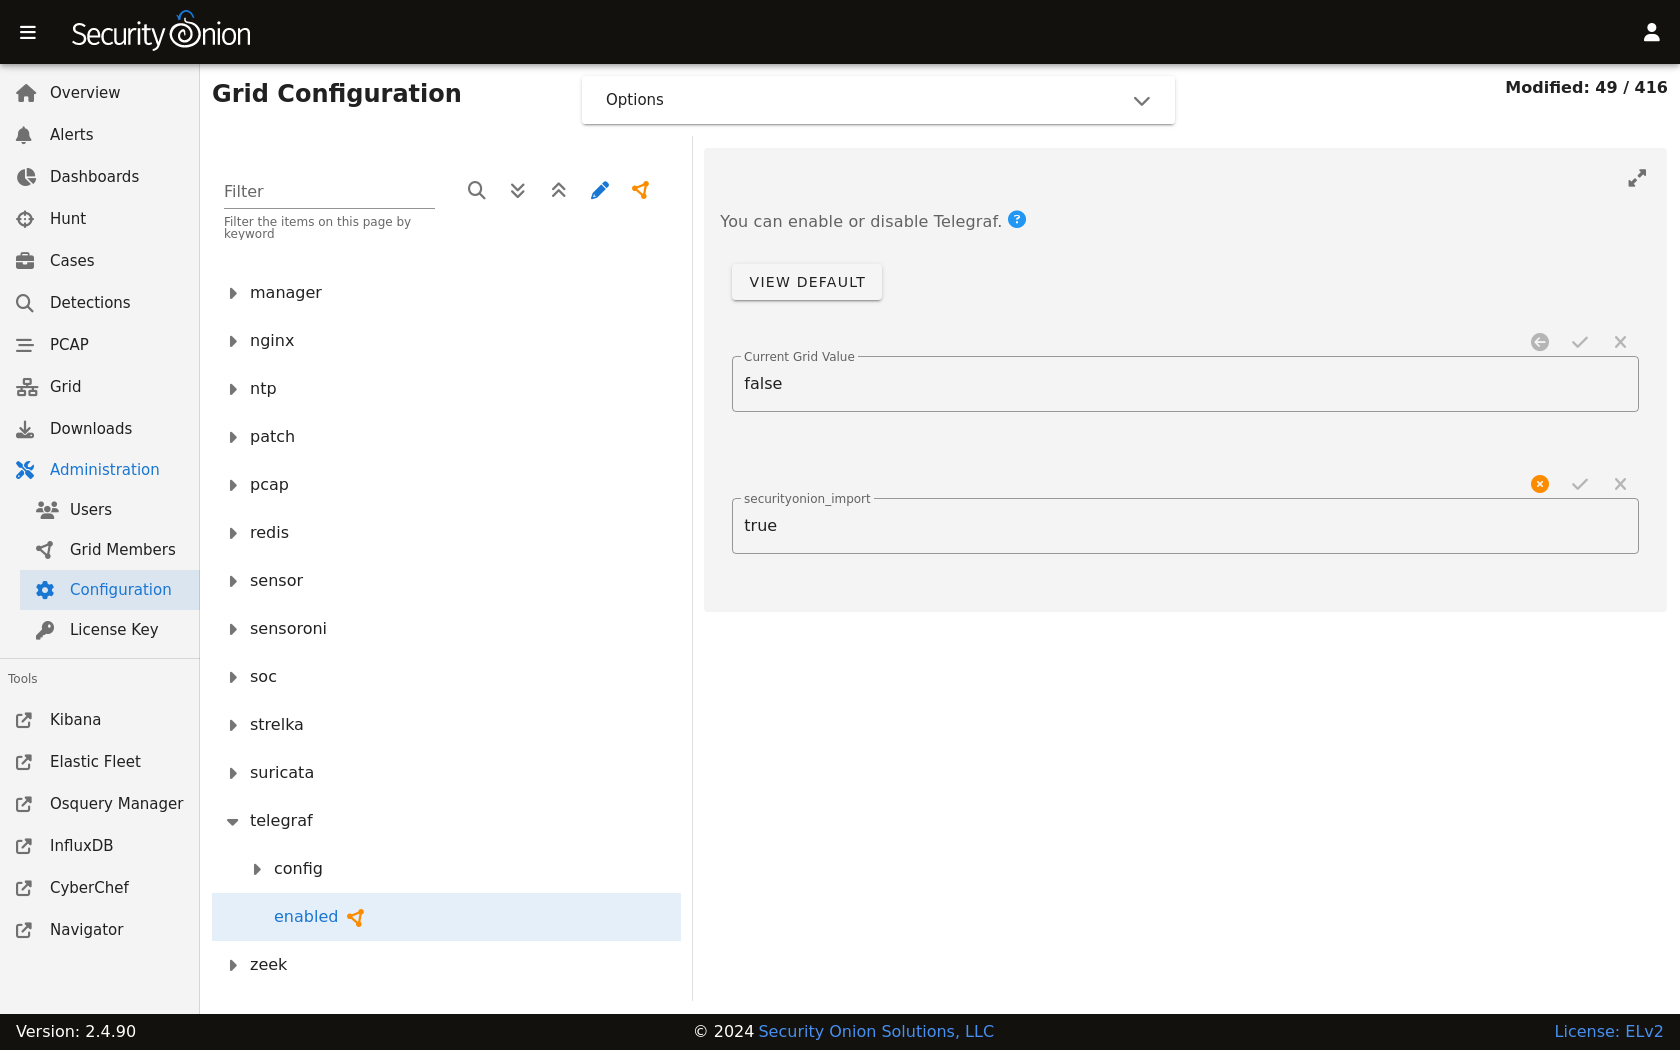 Security Onion
Overview
Alerts
Dashboards
Hunt
Cases
Detections
PCAP
Grid
Downloads
Administration
Users
Grid Members
Configuration
License Key
Tools
Kibana
Elastic Fleet
Osquery Manager
InfluxDB
CyberChef
Navigator
Grid Configuration
Options
Modified: 49 / 416
Filter
Filter the items on this page by
keyword
manager
nginx
ntp
patch
pcap
redis
sensor
sensoroni
soc
strelka
suricata
telegraf
config
enabled
zeek
You can enable or disable Telegraf. ?
VIEW DEFAULT
Current Grid Value
false
securityonion_import
true
Version: 2.4.90
© 2024 Security Onion Solutions, LLC
License: ELv2